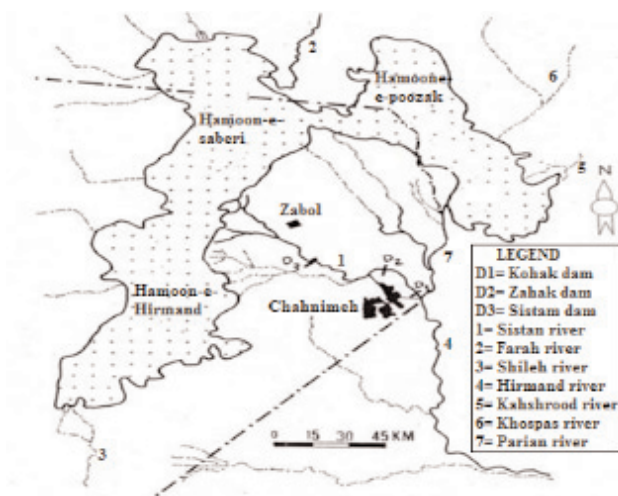 2
Hamoone-
e-poozak
6
Hamoon-e-
saberi
5
N
Zabol
D3
1
D2
7
Chahnimeh
Hamoon-e-
Hirmand
4
LEGEND
D1= Kohak dam
D2= Zahak dam
D3= Sistam dam
1= Sistan river
2= Farah river
3= Shileh river
4= Hirmand river
5= Kahshrood river
6= Khospas river
7= Parian river
0 15 30 45 KM
3